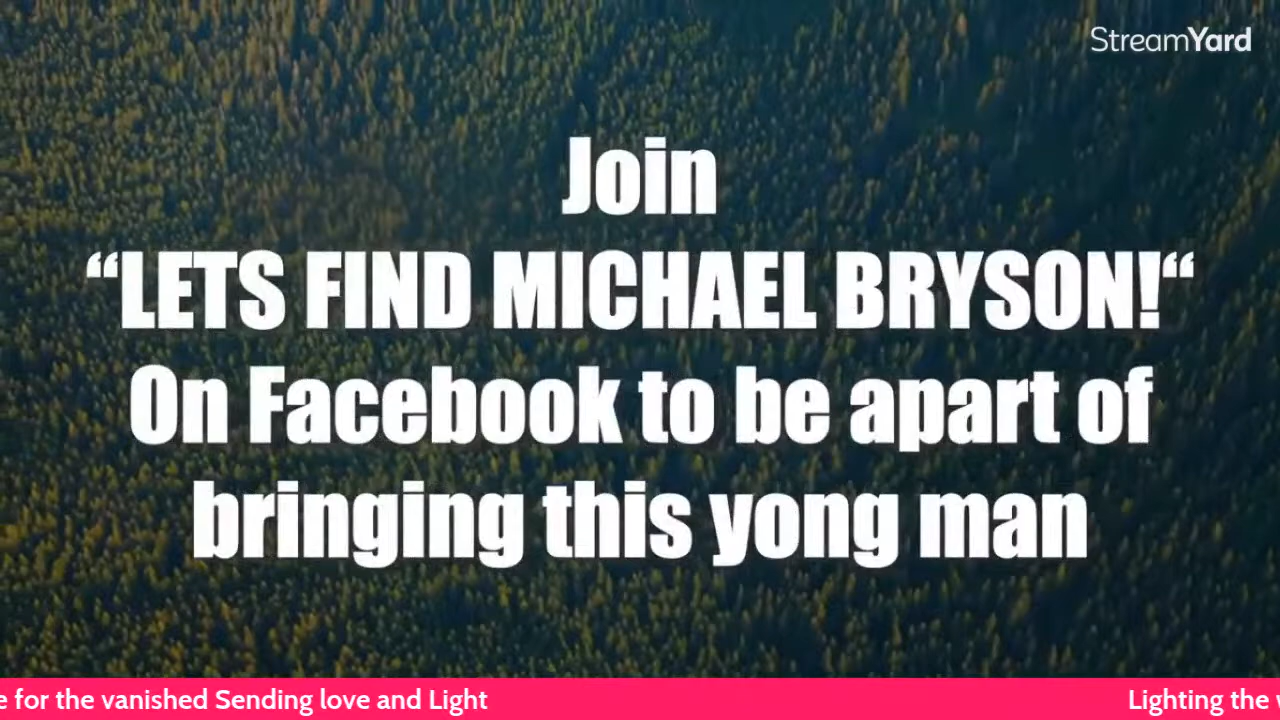 StreamYard
Join
“LETS FIND MICHAEL BRYSON!“
On Facebook to be apart of
bringing this yong man
for the vanished Sending love and Light
Lighting the